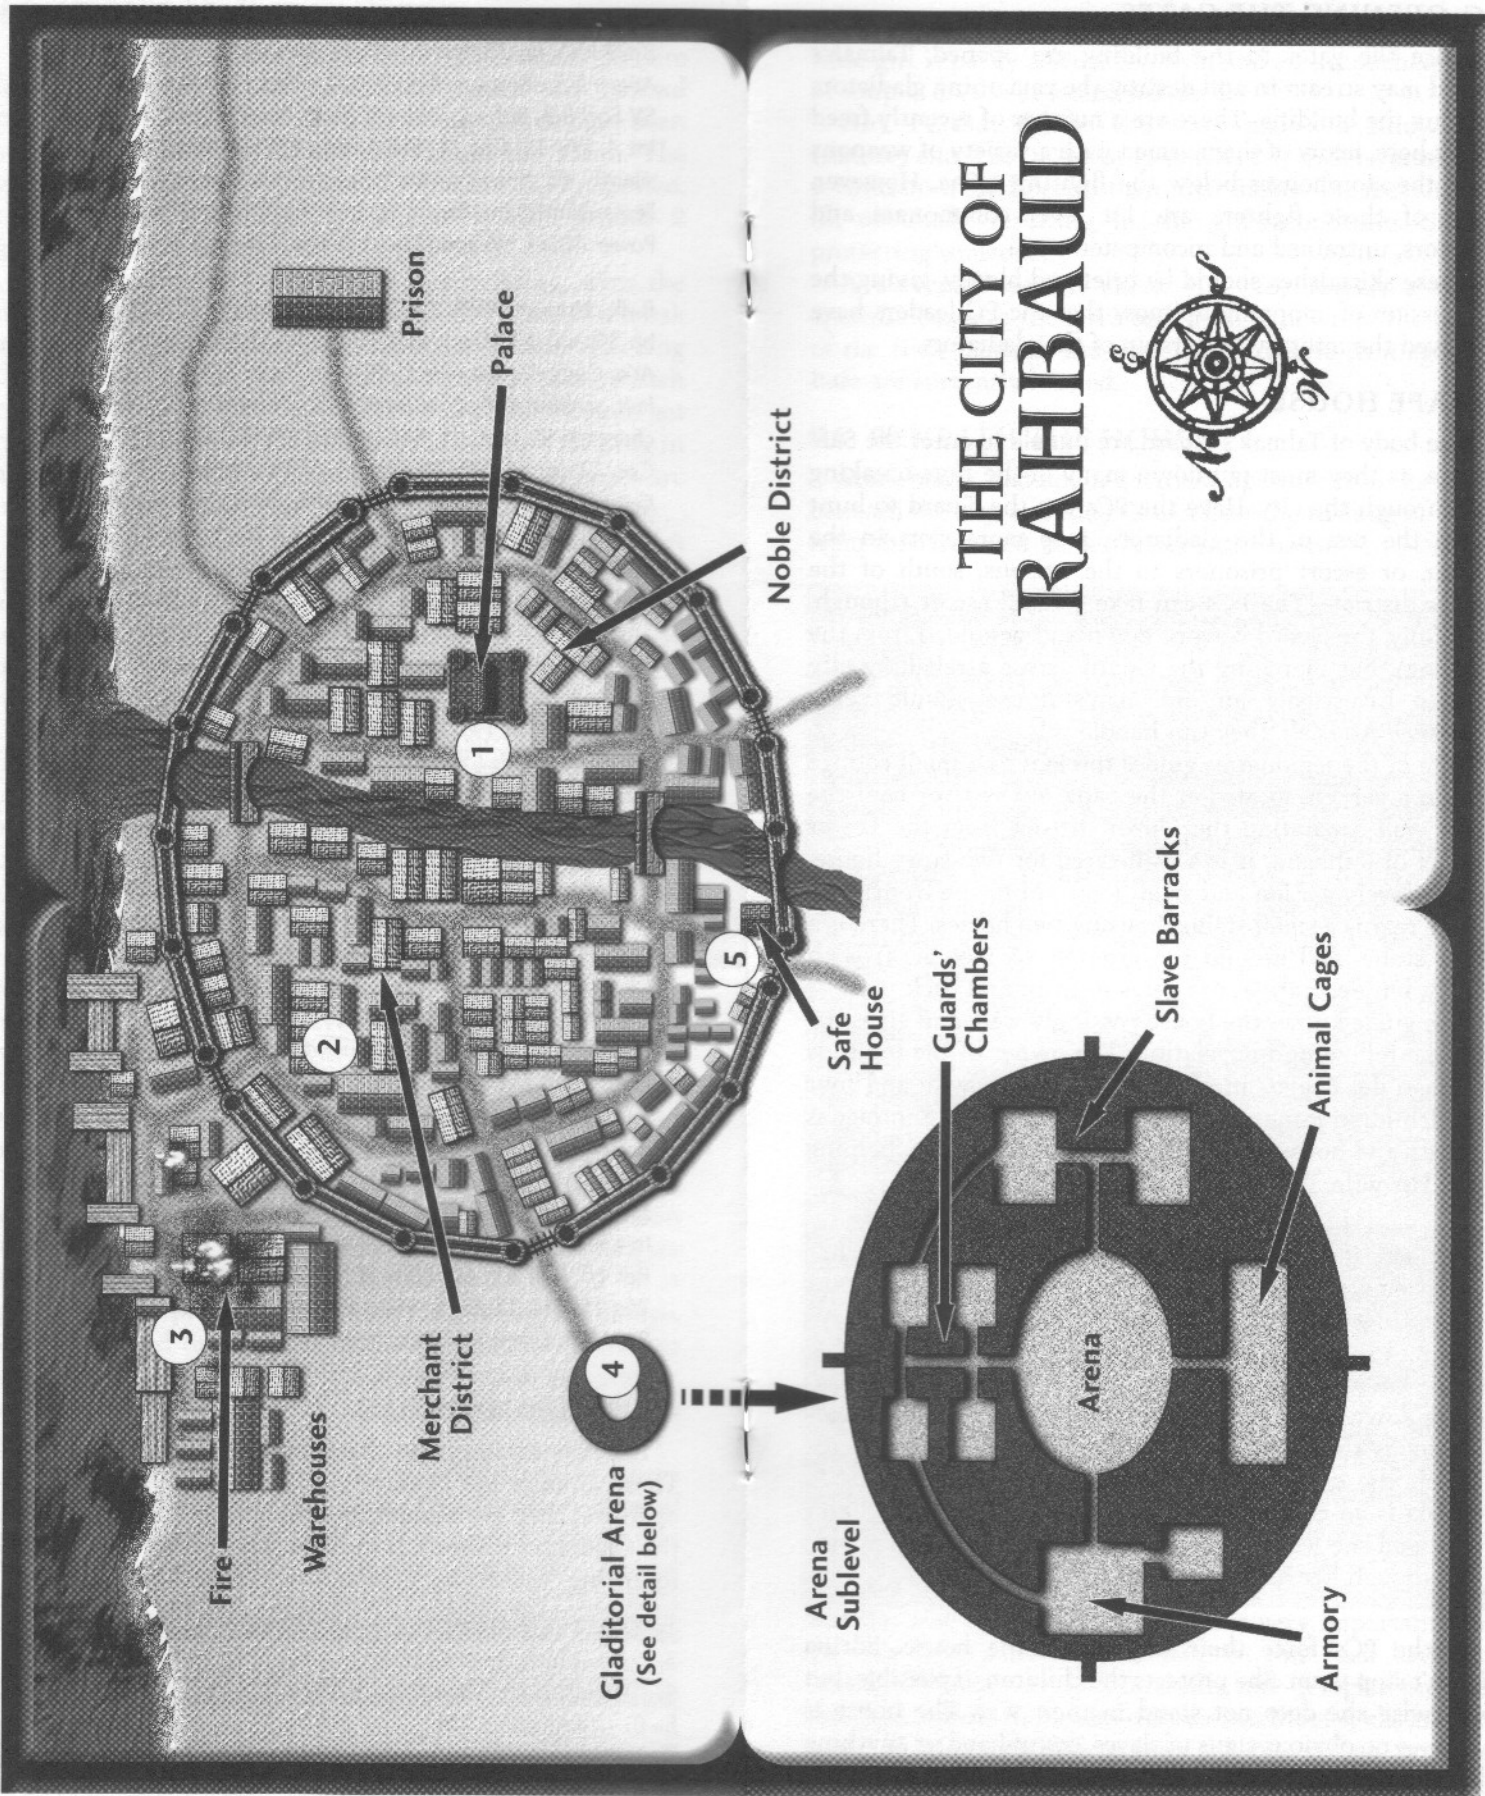 THE CITY OF
RAHIBAUD
N
E
S
W
Prison
Palace
Noble District
1
2
3
4
5
Safe
House
Merchant
District
Fire
Warehouses
Gladitorial Arena
(See detail below)
Arena
Sublevel
Guards'
Chambers
Slave Barracks
Animal Cages
Arena
Armory